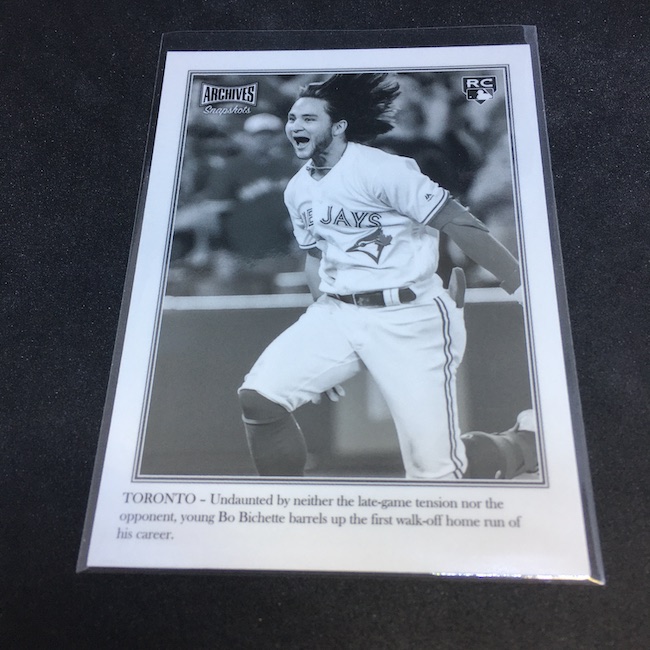 ARCHIVES
Snapshots
RC
JAYS
TORONTO – Undaunted by neither the late-game tension nor the
opponent, young Bo Bichette barrels up the first walk-off home run of
his career.